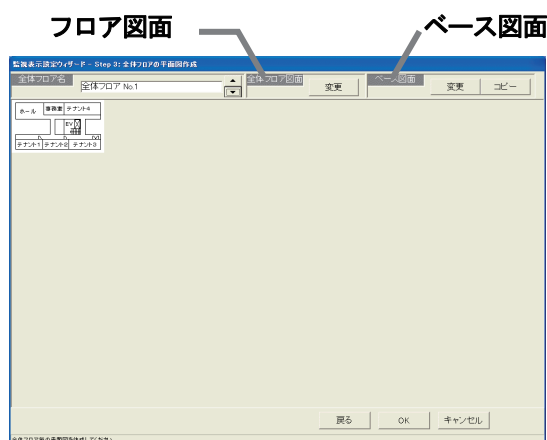 フロア図面 ベース図面
監視表示設定ウィザード - Step 3: 全体フロアの平面図作成
全体フロア名 全体フロア No.1 全体フロア図面 変更 ベース図面 変更 コピー
ホール 事務室 テナント4
EV
テナント1 テナント2 テナント3
戻る OK キャンセル